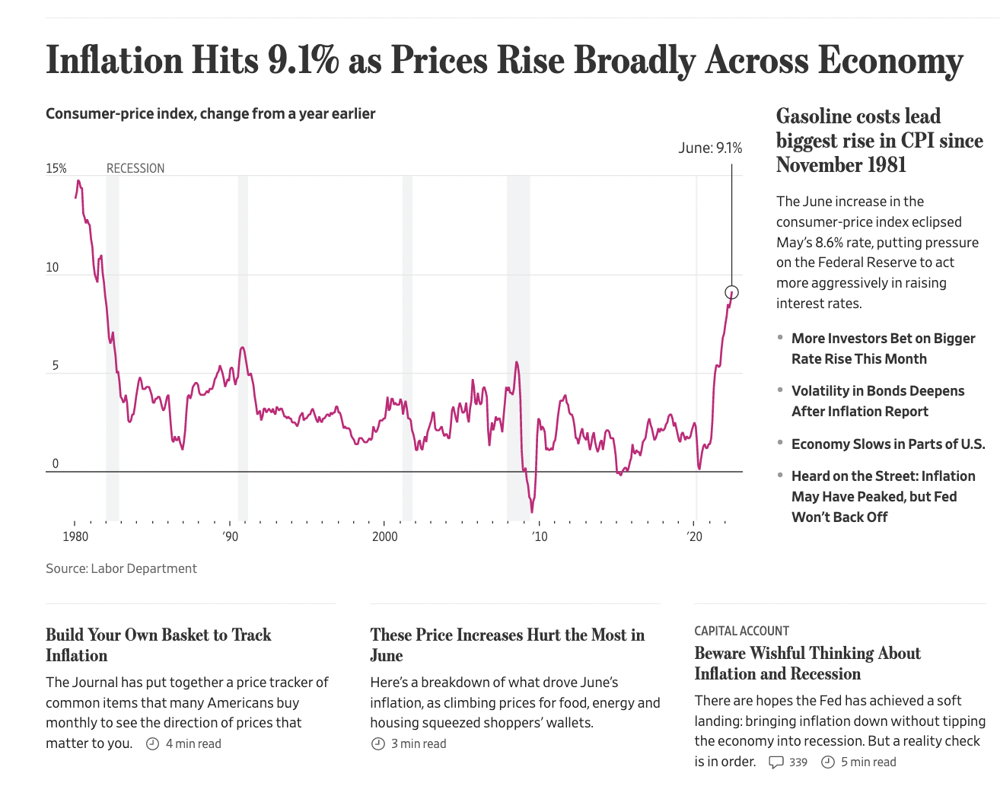 Inflation Hits 9.1% as Prices Rise Broadly Across Economy
Consumer-price index, change from a year earlier
June: 9.1%
15%
RECESSION
10
5
0
1980
’90
2000
’10
’20
Source: Labor Department
Gasoline costs lead
biggest rise in CPI since
November 1981
The June increase in the
consumer-price index eclipsed
May’s 8.6% rate, putting pressure
on the Federal Reserve to act
more aggressively in raising
interest rates.
More Investors Bet on Bigger
Rate Rise This Month
Volatility in Bonds Deepens
After Inflation Report
Economy Slows in Parts of U.S.
Heard on the Street: Inflation
May Have Peaked, but Fed
Won’t Back Off
Build Your Own Basket to Track
Inflation
The Journal has put together a price tracker of
common items that many Americans buy
monthly to see the direction of prices that
matter to you. 4 min read
These Price Increases Hurt the Most in
June
Here’s a breakdown of what drove June’s
inflation, as climbing prices for food, energy and
housing squeezed shoppers’ wallets.
3 min read
CAPITAL ACCOUNT
Beware Wishful Thinking About
Inflation and Recession
There are hopes the Fed has achieved a soft
landing: bringing inflation down without tipping
the economy into recession. But a reality check
is in order. 339 5 min read